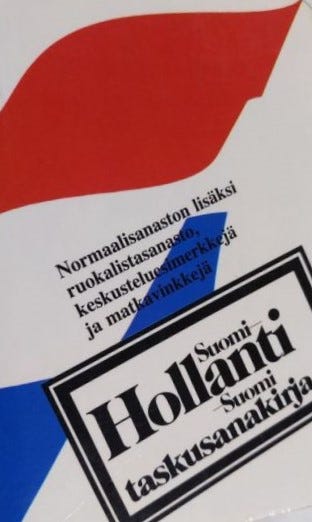 Normaalisanaston lisäksi
ruokalistasanasto,
keskusteluesimerkkejä
ja matkavinkkejä
Suomi–
Hollanti
–Suomi
taskusanakirja